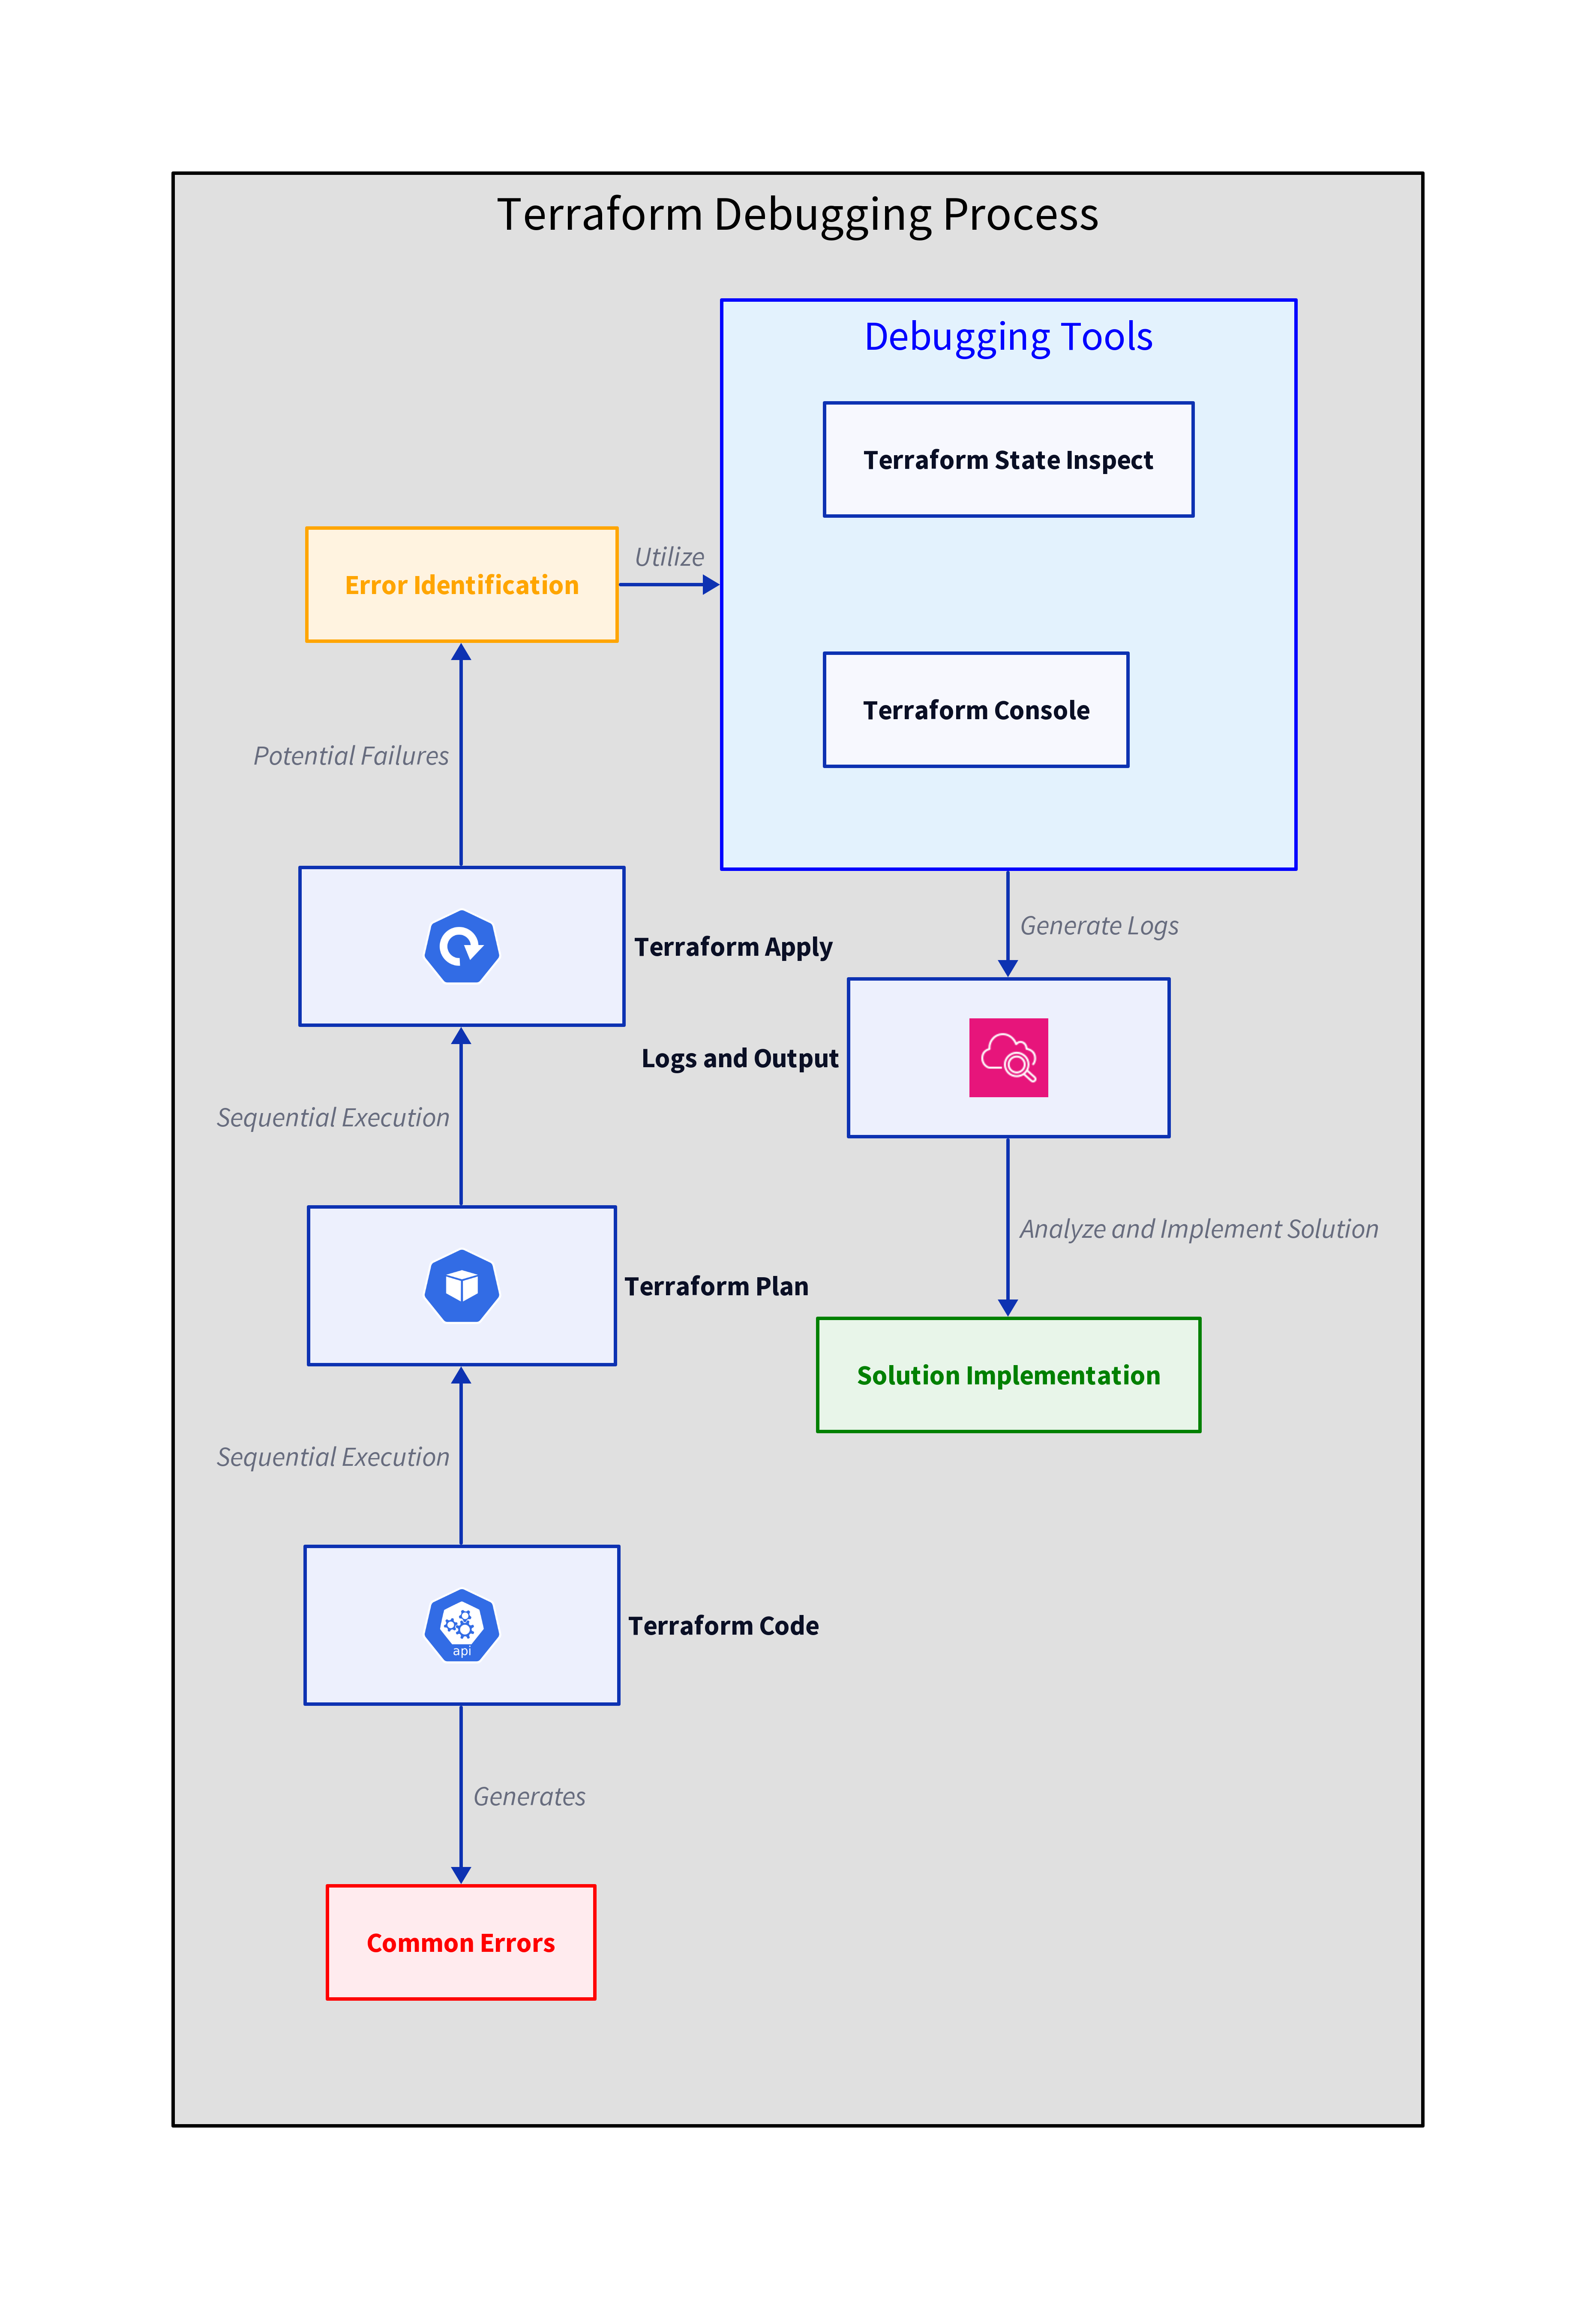 Terraform Debugging Process
Debugging Tools
Terraform State Inspect
Error Identification
Utilize
Terraform Console
Potential Failures
Terraform Apply
Generate Logs
Logs and Output
Sequential Execution
Analyze and Implement Solution
Terraform Plan
Solution Implementation
Sequential Execution
Terraform Code
api
Generates
Common Errors